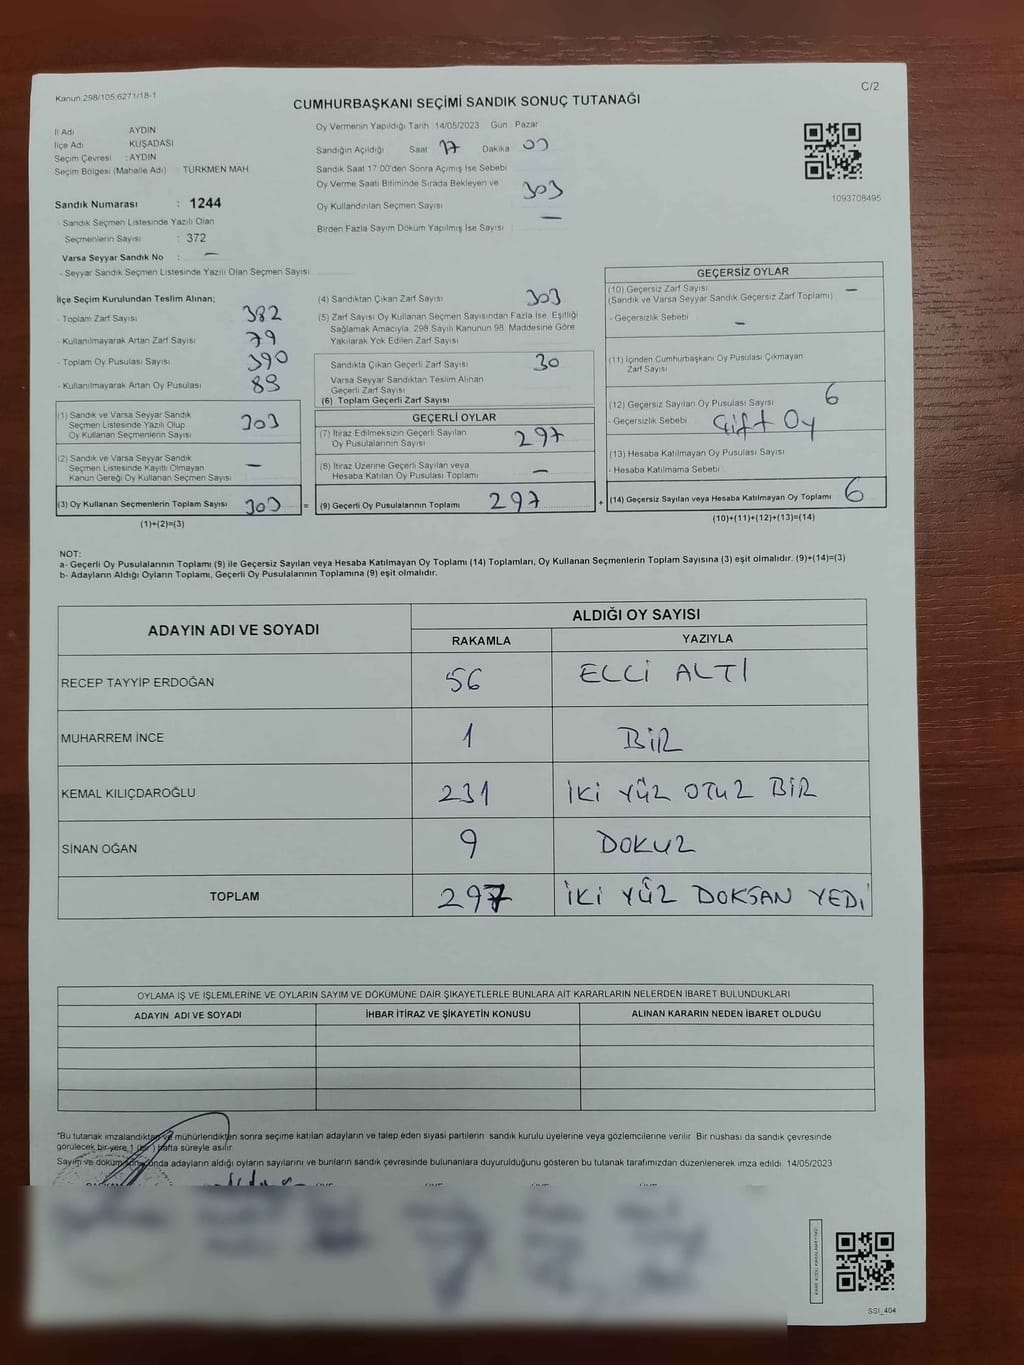 Kanun 298/105;6271/18-1
C/2
CUMHURBAŞKANI SEÇİMİ SANDIK SONUÇ TUTANAĞI
İl Adı AYDIN
İlçe Adı KUŞADASI
Seçim Çevresi : AYDIN
Seçim Bölgesi (Mahalle Adı) : TÜRKMEN MAH
Sandık Numarası : 1244
- Sandık Seçmen Listesinde Yazılı Olan
Seçmenlerin Sayısı : 372
Varsa Seyyar Sandık No : —
- Seyyar Sandık Seçmen Listesinde Yazılı Olan Seçmen Sayısı
Oy Vermenin Yapıldığı Tarih :14/05/2023 Gün : Pazar
Sandığın Açıldığı Saat 17 Dakika 00
Sandık Saat 17:00'den Sonra Açımış İse Sebebi
Oy Verme Saati Bitiminde Sırada Bekleyen ve
Oy Kullandırılan Seçmen Sayısı 303
Birden Fazla Sayım Döküm Yapılmış İse Sayısı : —
1093708495
İlçe Seçim Kurulundan Teslim Alınan;
- Toplam Zarf Sayısı 382
- Kullanılmayarak Artan Zarf Sayısı 79
- Toplam Oy Pusulası Sayısı 390
- Kullanılmayarak Artan Oy Pusulası
(1) Sandık ve Varsa Seyyar Sandık
Seçmen Listesinde Yazılı Olup
Oy Kullanan Seçmenlerin Sayısı 303
(2) Sandık ve Varsa Seyyar Sandık
Seçmen Listesinde Kayıtlı Olmayan
Kanun Gereği Oy Kullanan Seçmen Sayısı —
(3) Oy Kullanan Seçmenlerin Toplam Sayısı 303 =
(1)+(2)=(3)
(4) Sandıktan Çıkan Zarf Sayısı 303
(5) Zarf Sayısı Oy Kullanan Seçmen Sayısından Fazla İse, Eşitliği
Sağlamak Amacıyla, 298 Sayılı Kanunun 98. Maddesine Göre
Yakılarak Yok Edilen Zarf Sayısı
Sandıkta Çıkan Geçerli Zarf Sayısı 30
Varsa Seyyar Sandıktan Teslim Alınan
Geçerli Zarf Sayısı
(6) Toplam Geçerli Zarf Sayısı
GEÇERLİ OYLAR
(7) İtiraz Edilmeksizin Geçerli Sayılan
Oy Pusulalarının Sayısı 297
(8) İtiraz Üzerine Geçerli Sayılan veya
Hesaba Katılan Oy Pusulası Toplamı —
(9) Geçerli Oy Pusulalarının Toplamı 297 +
GEÇERSİZ OYLAR
(10) Geçersiz Zarf Sayısı —
(Sandık ve Varsa Seyyar Sandık Geçersiz Zarf Toplamı)
- Geçersizlik Sebebi —
(11) İçinden Cumhurbaşkanı Oy Pusulası Çıkmayan
Zarf Sayısı
(12) Geçersiz Sayılan Oy Pusulası Sayısı 6
- Geçersizlik Sebebi Çift Oy
(13) Hesaba Katılmayan Oy Pusulası Sayısı
- Hesaba Katılmama Sebebi
(14) Geçersiz Sayılan veya Hesaba Katılmayan Oy Toplamı 6
(10)+(11)+(12)+(13)=(14)
NOT:
a- Geçerli Oy Pusulalarının Toplamı (9) ile Geçersiz Sayılan veya Hesaba Katılmayan Oy Toplamı (14) Toplamları, Oy Kullanan Seçmenlerin Toplam Sayısına (3) eşit olmalıdır. (9)+(14)=(3)
b- Adayların Aldığı Oyların Toplamı, Geçerli Oy Pusulalarının Toplamına (9) eşit olmalıdır.
ADAYIN ADI VE SOYADI ALDIĞI OY SAYISI
RAKAMLA YAZIYLA
RECEP TAYYİP ERDOĞAN 56 ELLİ ALTI
MUHARREM İNCE 1 BİR
KEMAL KILIÇDAROĞLU 231 İKİ YÜZ OTUZ BİR
SİNAN OĞAN 9 DOKUZ
TOPLAM 297 İKİ YÜZ DOKSAN YEDİ
OYLAMA İŞ VE İŞLEMLERİNE VE OYLARIN SAYIM VE DÖKÜMÜNE DAİR ŞİKAYETLERLE BUNLARA AİT KARARLARIN NELERDEN İBARET BULUNDUKLARI
ADAYIN ADI VE SOYADI İHBAR İTİRAZ VE ŞİKAYETİN KONUSU ALINAN KARARIN NEDEN İBARET OLDUĞU
*Bu tutanak imzalandıktan ve mühürlendikten sonra seçime katılan adayların ve talep eden siyasi partilerin sandık kurulu üyelerine veya gözlemcilerine verilir. Bir nüshası da sandık çevresinde
görülecek bir yere 1 (bir) hafta süreyle asılır.
Sayım ve döküm sonunda adayların aldığı oyların sayılarını ve bunların sandık çevresinde bulunanlara duyurulduğunu gösteren bu tutanak tarafımızdan düzenlenerek imza edildi. 14/05/2023
SSI_404